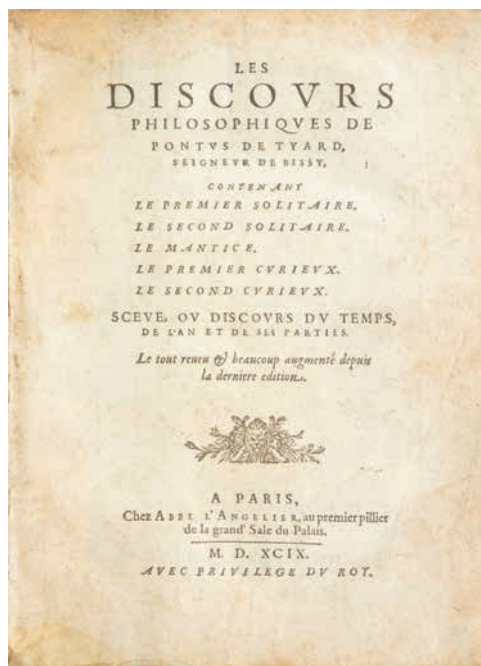 LES
DISCOVRS
PHILOSOPHIQVES DE
PONTVS DE TYARD,
SEIGNEVR DE BISSY,
CONTENANT
LE PREMIER SOLITAIRE.
LE SECOND SOLITAIRE.
LE MANTICE.
LE PREMIER CVRIEVX.
LE SECOND CVRIEVX.
SCEVE, OV DISCOVRS DV TEMPS,
DE L'AN ET DE SES PARTIES.
Le tout reueu & beaucoup augmenté depuis
la derniere edition.
A PARIS,
Chez ABEL L'ANGELIER, au premier pillier
de la grand' Sale du Palais.
M. D. XCIX.
AVEC PRIVILEGE DV ROY.